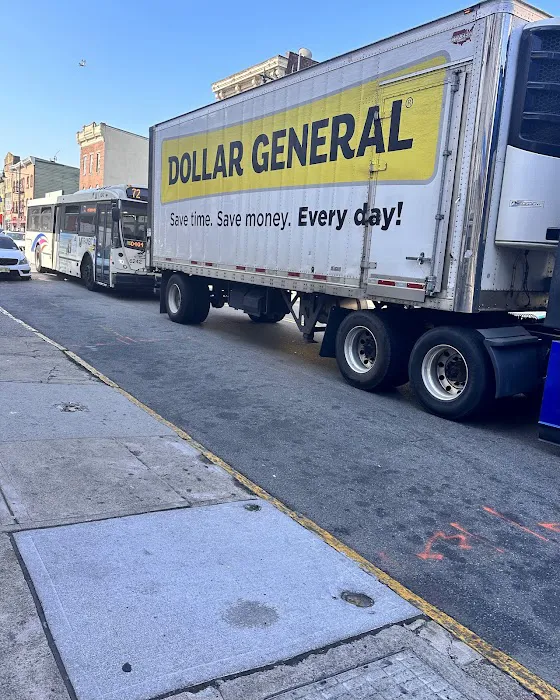 DOLLAR GENERAL®
Save time. Save money. Every day!
72